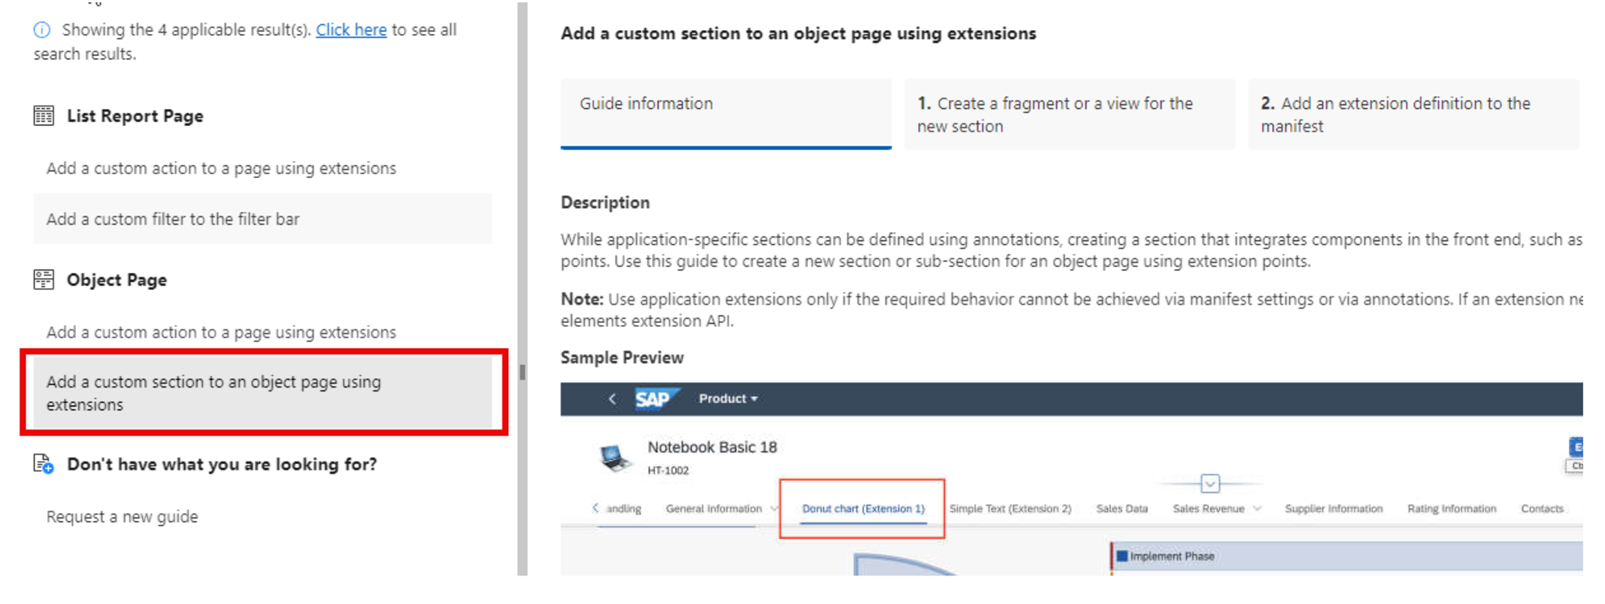 Showing the 4 applicable result(s). Click here to see all
search results.
List Report Page
Add a custom action to a page using extensions
Add a custom filter to the filter bar
Object Page
Add a custom action to a page using extensions
Add a custom section to an object page using
extensions
Don't have what you are looking for?
Request a new guide
Add a custom section to an object page using extensions
Guide information
1. Create a fragment or a view for the
new section
2. Add an extension definition to the
manifest
Description
While application-specific sections can be defined using annotations, creating a section that integrates components in the front end, such as
points. Use this guide to create a new section or sub-section for an object page using extension points.
Note: Use application extensions only if the required behavior cannot be achieved via manifest settings or via annotations. If an extension ne
elements extension API.
Sample Preview
SAP Product
Notebook Basic 18
HT-1002
andling General Information Donut chart (Extension 1) Simple Text (Extension 2) Sales Data Sales Revenue Supplier Information Rating Information Contacts
Implement Phase